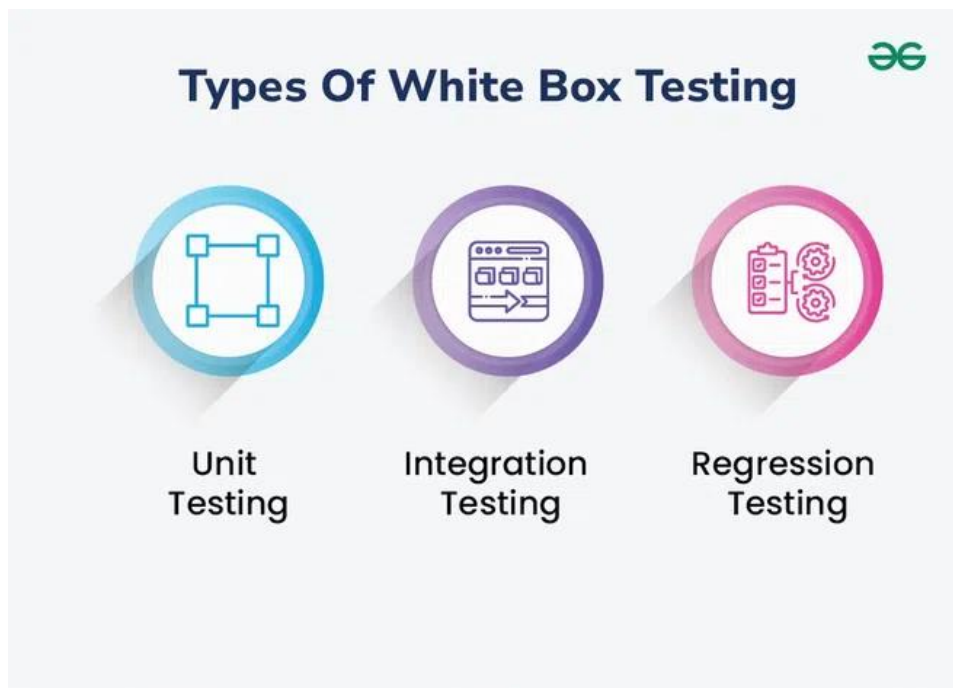 Types Of White Box Testing
Unit
Testing
Integration
Testing
Regression
Testing